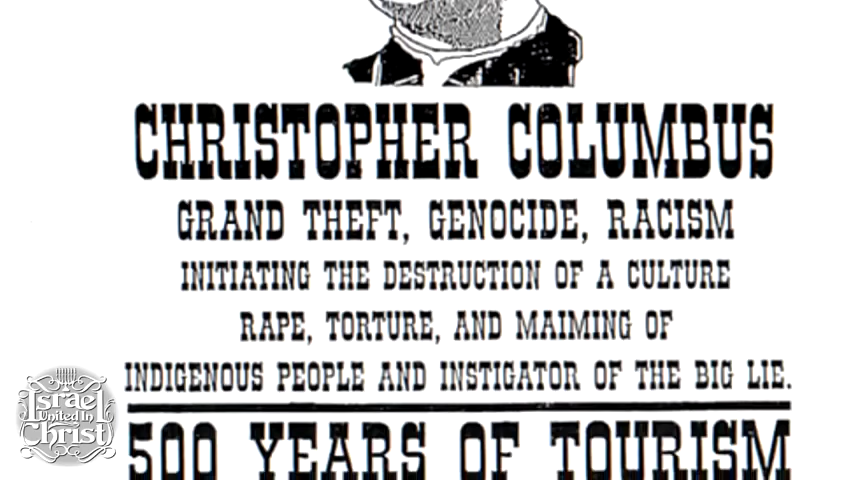 CHRISTOPHER COLUMBUS
GRAND THEFT, GENOCIDE, RACISM
INITIATING THE DESTRUCTION OF A CULTURE
RAPE, TORTURE, AND MAIMING OF
INDIGENOUS PEOPLE AND INSTIGATOR OF THE BIG LIE.
500 YEARS OF TOURISM
Israel
United In
Christ